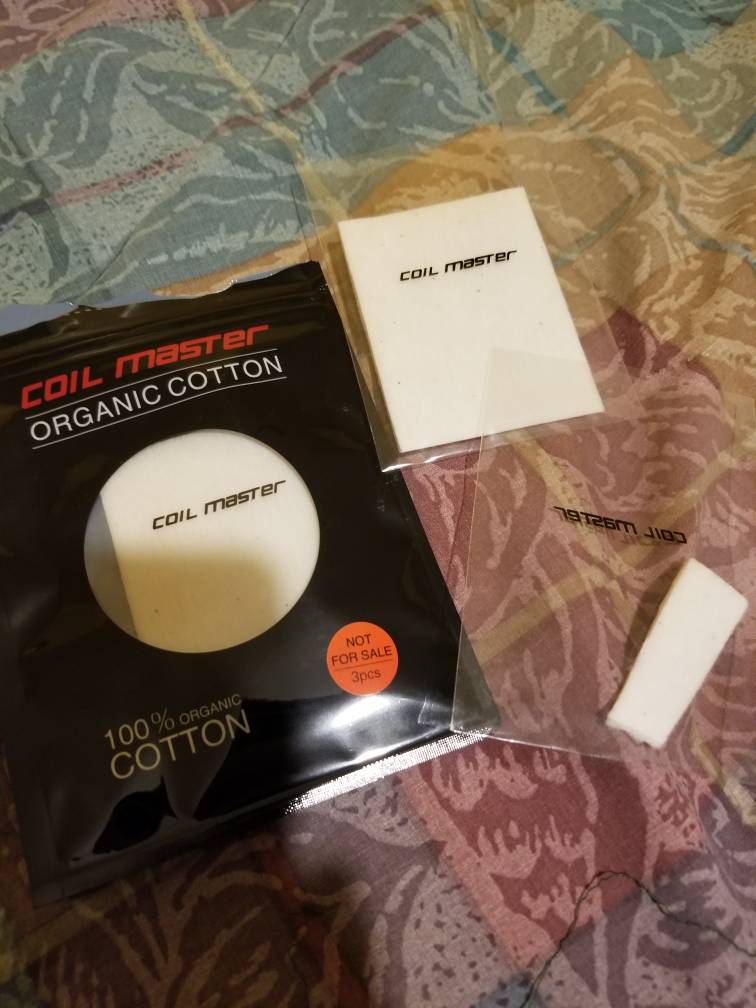 COIL MASTER
COIL MASTER
ORGANIC COTTON
COIL MASTER
COIL MASTER
NOT
FOR SALE
3pcs
100% ORGANIC
COTTON